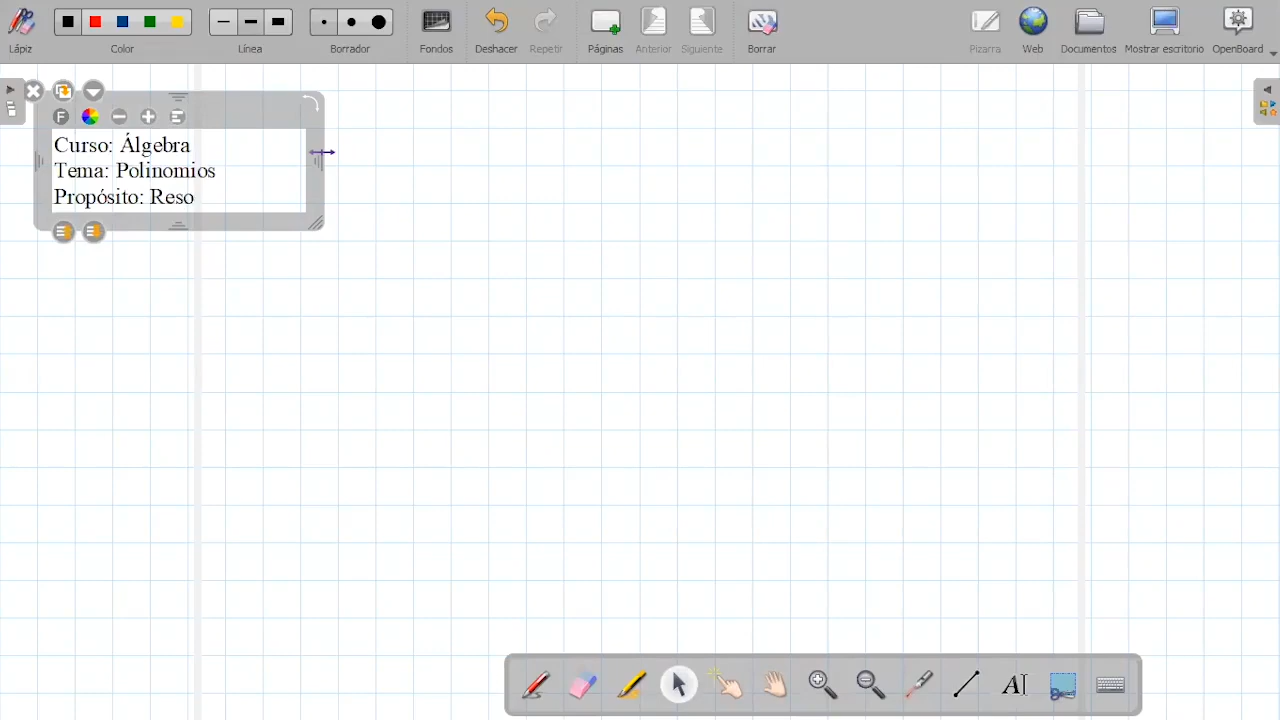 Lápiz
Color
Línea
Borrador
Fondos
Deshacer
Repetir
Páginas
Anterior
Siguiente
Borrar
Pizarra
Web
Documentos
Mostrar escritorio
OpenBoard
F
Curso: Álgebra
Tema: Polinomios
Propósito: Reso
A